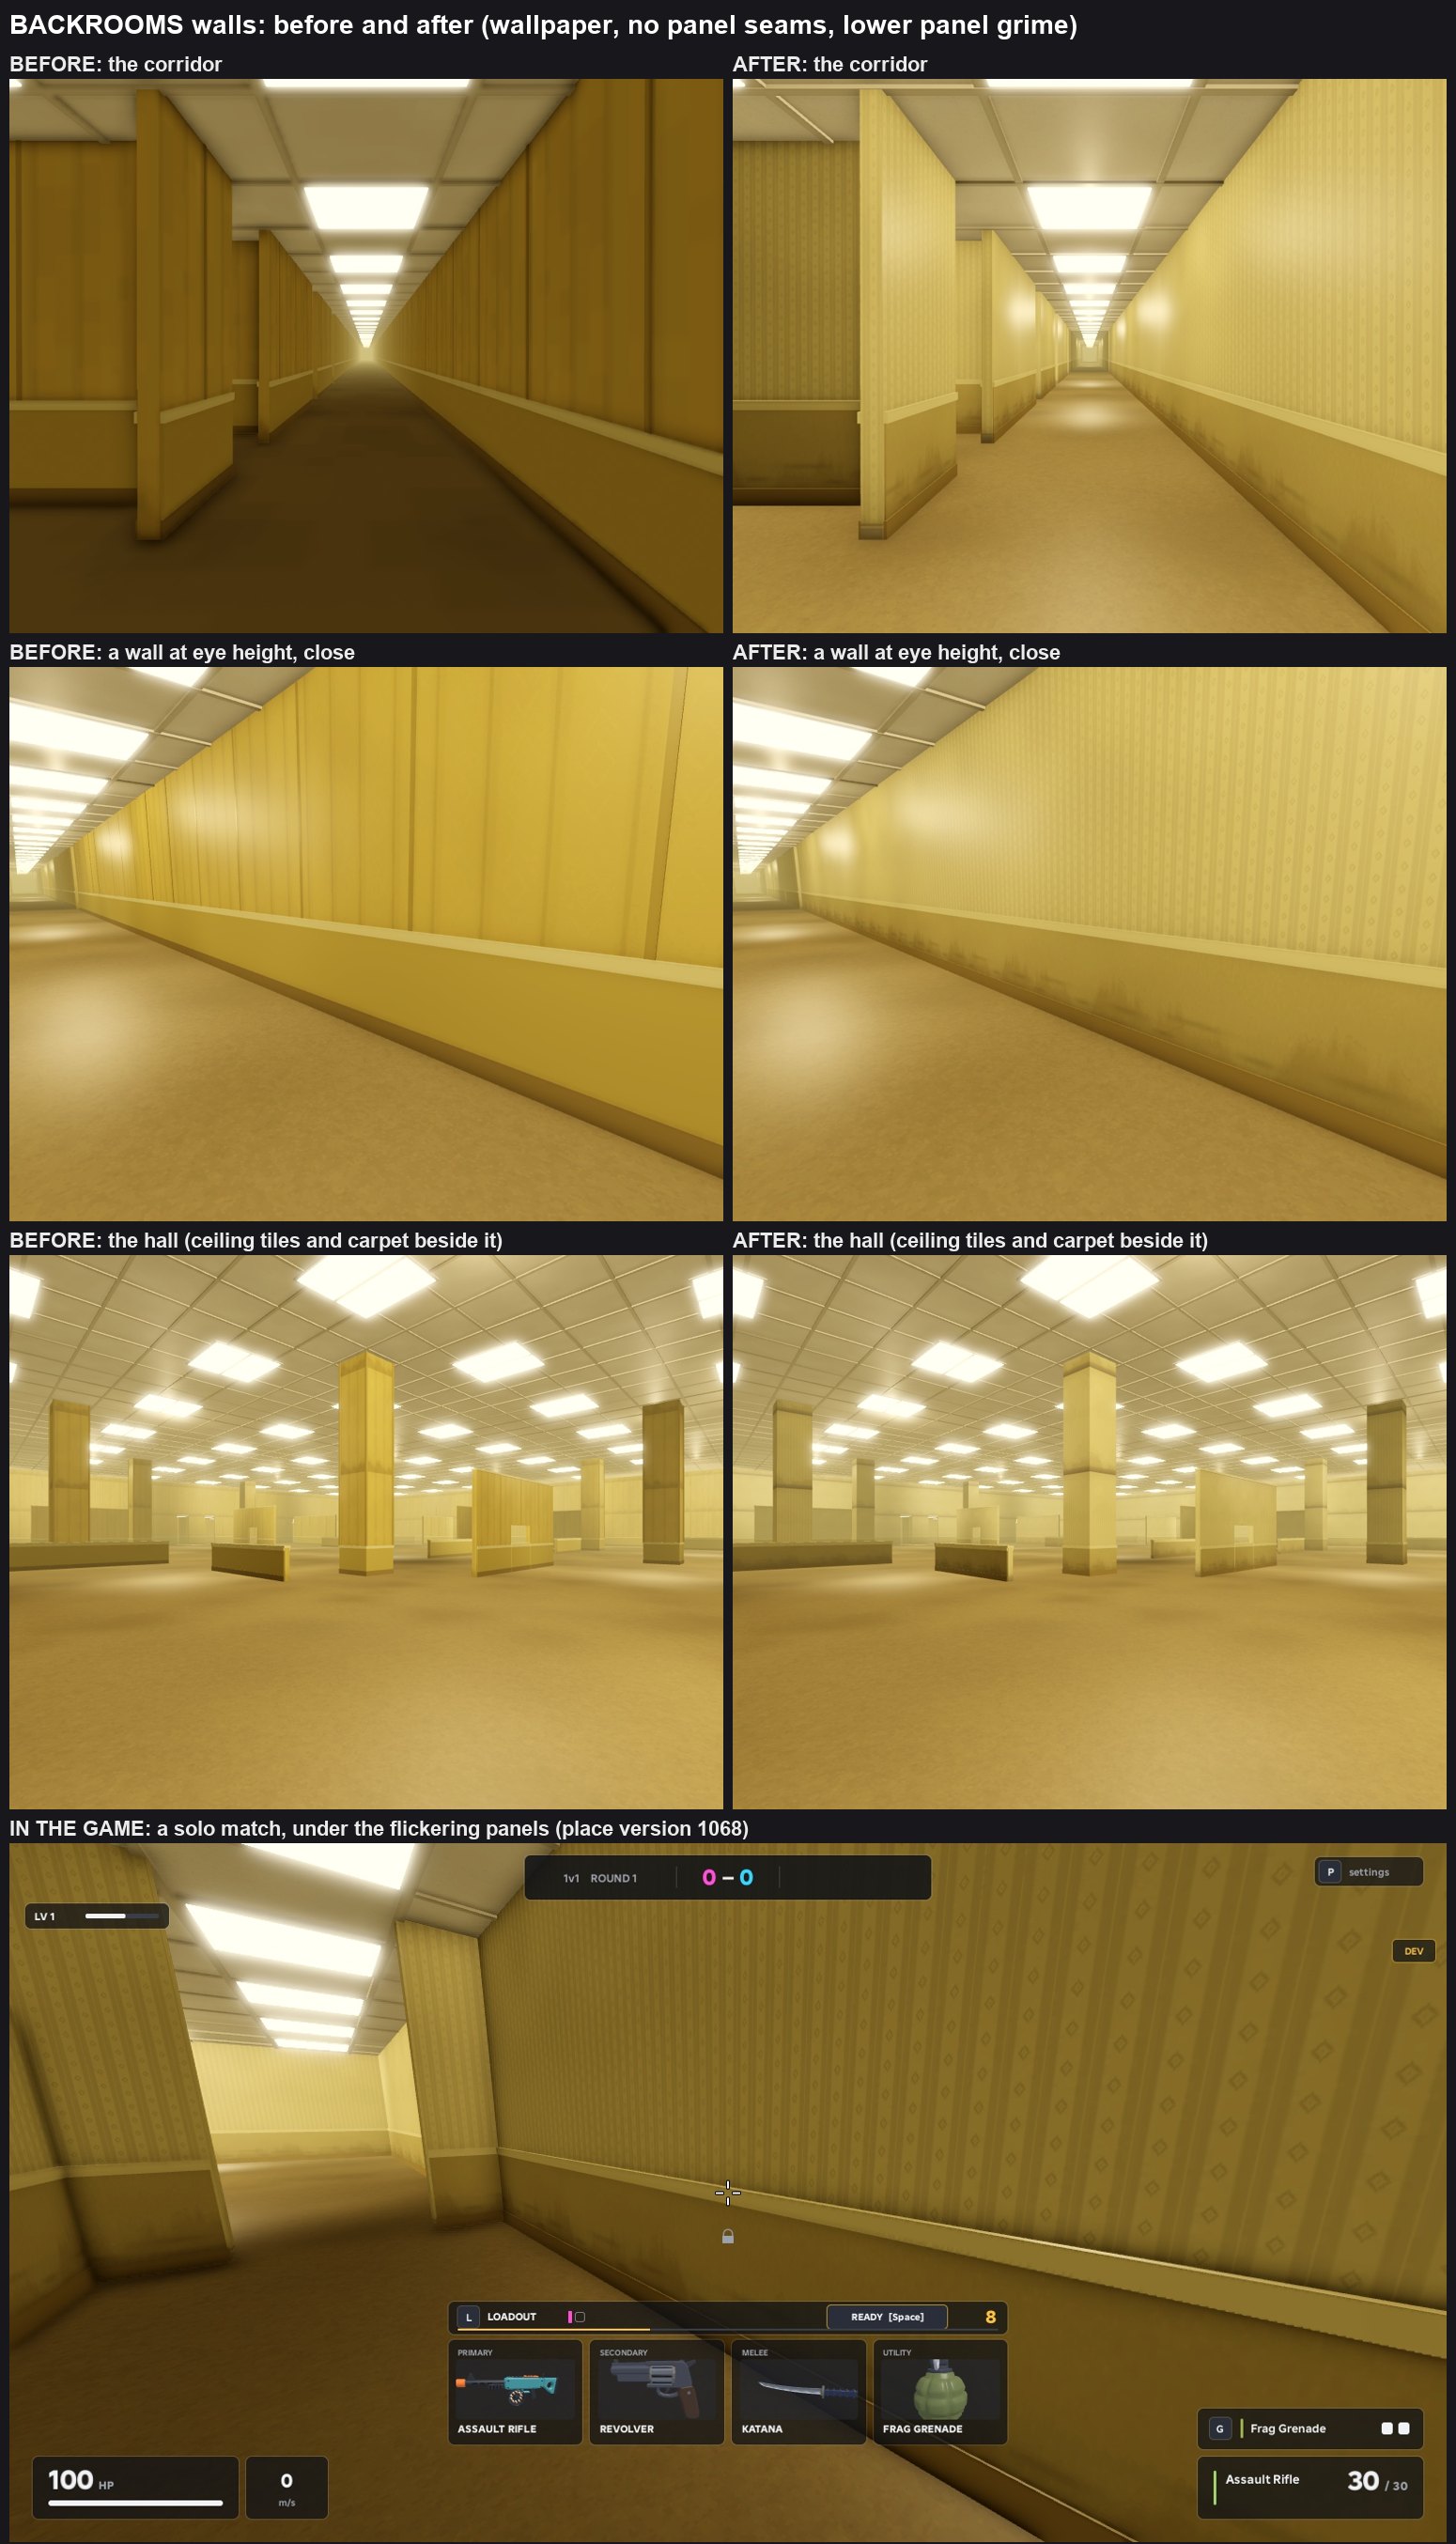 BACKROOMS walls: before and after (wallpaper, no panel seams, lower panel grime)
BEFORE: the corridor
AFTER: the corridor
BEFORE: a wall at eye height, close
AFTER: a wall at eye height, close
BEFORE: the hall (ceiling tiles and carpet beside it)
AFTER: the hall (ceiling tiles and carpet beside it)
IN THE GAME: a solo match, under the flickering panels (place version 1068)
1v1 ROUND 1 0 – 0
P settings
LV 1
DEV
L LOADOUT READY [Space] 8
PRIMARY SECONDARY MELEE UTILITY
ASSAULT RIFLE REVOLVER KATANA FRAG GRENADE
G Frag Grenade
100 HP
0
m/s
Assault Rifle 30 / 30